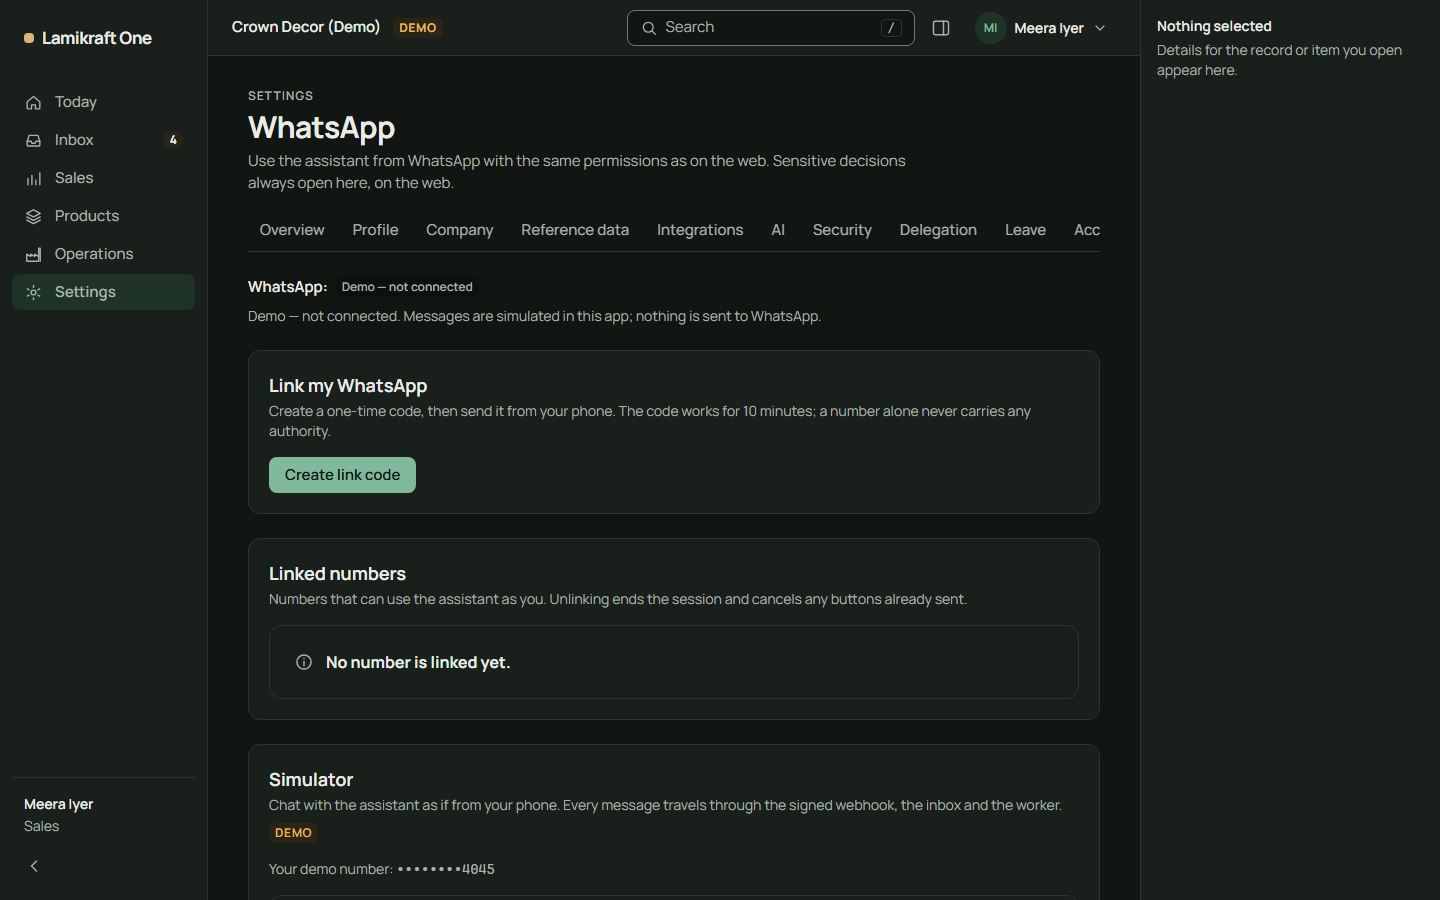 Lamikraft One
Today
Inbox 4
Sales
Products
Operations
Settings
Meera Iyer
Sales
Crown Decor (Demo) DEMO
Search /
MI Meera Iyer
SETTINGS
WhatsApp
Use the assistant from WhatsApp with the same permissions as on the web. Sensitive decisions
always open here, on the web.
Overview Profile Company Reference data Integrations AI Security Delegation Leave Acc
WhatsApp: Demo — not connected
Demo — not connected. Messages are simulated in this app; nothing is sent to WhatsApp.
Link my WhatsApp
Create a one-time code, then send it from your phone. The code works for 10 minutes; a number alone never carries any
authority.
Create link code
Linked numbers
Numbers that can use the assistant as you. Unlinking ends the session and cancels any buttons already sent.
No number is linked yet.
Simulator
Chat with the assistant as if from your phone. Every message travels through the signed webhook, the inbox and the worker.
DEMO
Your demo number: ••••••••4045
Nothing selected
Details for the record or item you open
appear here.